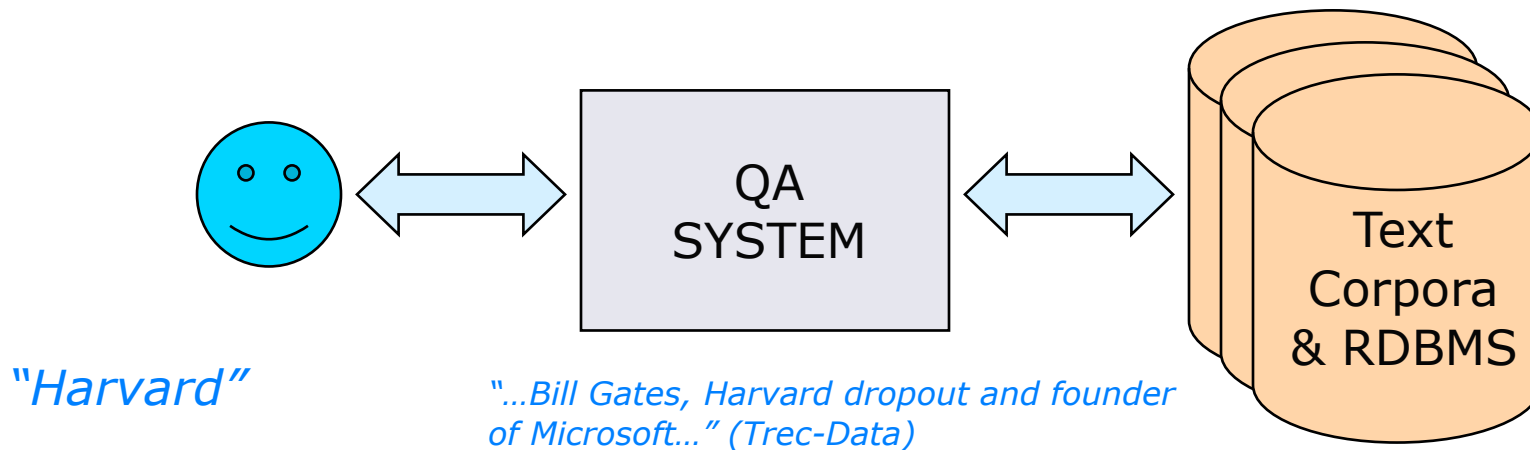 QA
SYSTEM
Text
Corpora
& RDBMS
“Harvard”
“…Bill Gates, Harvard dropout and founder
of Microsoft…” (Trec-Data)